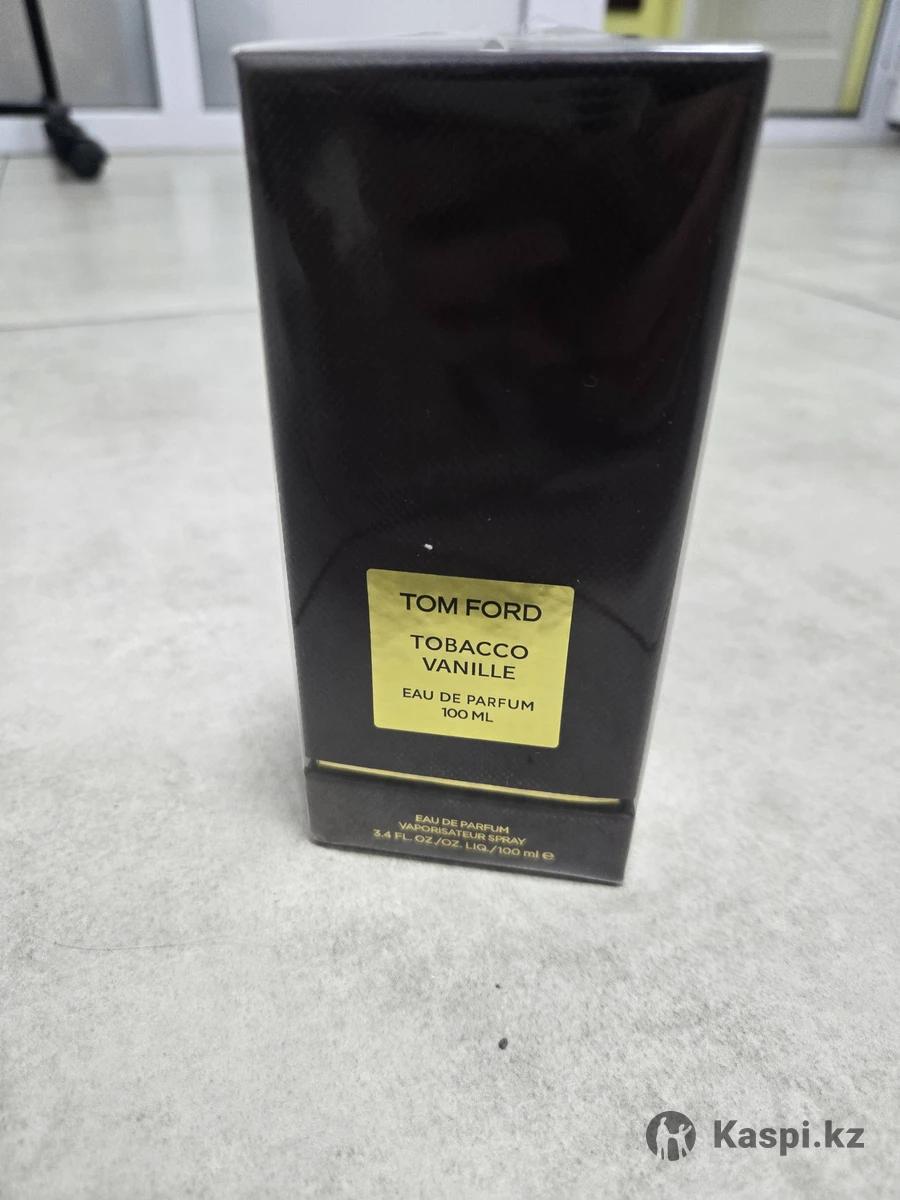 TOM FORD
TOBACCO
VANILLE
EAU DE PARFUM
100 ML
EAU DE PARFUM
VAPORISATEUR SPRAY
3.4 FL. OZ./OZ. LIQ./100 ml ℮
Kaspi.kz